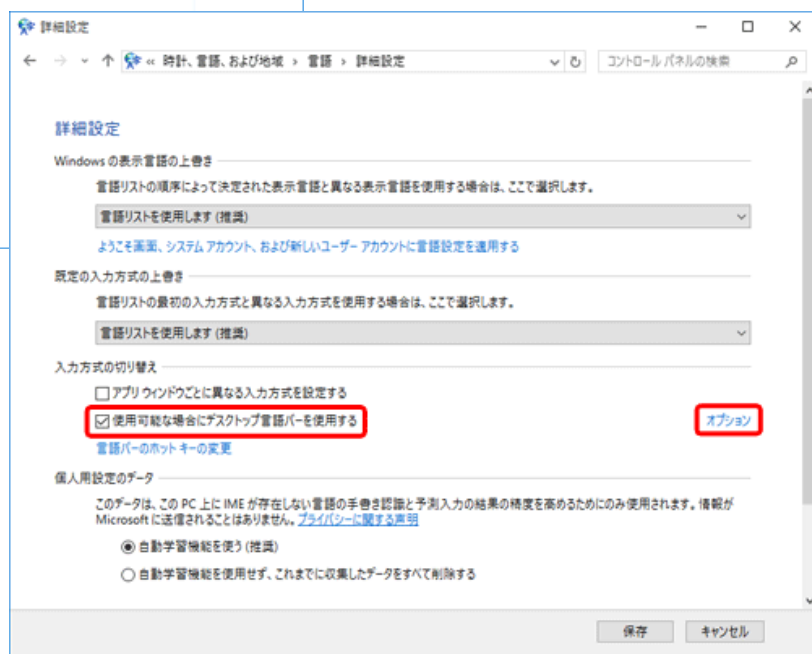 詳細設定
« 時計、言語、および地域 › 言語 › 詳細設定
コントロール パネルの検索
詳細設定
Windows の表示言語の上書き
言語リストの順序によって決定された表示言語と異なる表示言語を使用する場合は、ここで選択します。
言語リストを使用します (推奨)
ようこそ画面、システム アカウント、および新しいユーザー アカウントに言語設定を適用する
既定の入力方式の上書き
言語リストの最初の入力方式と異なる入力方式を使用する場合は、ここで選択します。
言語リストを使用します (推奨)
入力方式の切り替え
アプリ ウィンドウごとに異なる入力方式を設定する
使用可能な場合にデスクトップ言語バーを使用する
オプション
言語バーのホット キーの変更
個人用設定のデータ
このデータは、この PC 上に IME が存在しない言語の手書き認識と予測入力の結果の精度を高めるためにのみ使用されます。情報が
Microsoft に送信されることはありません。プライバシーに関する声明
自動学習機能を使う (推奨)
自動学習機能を使用せず、これまでに収集したデータをすべて削除する
保存
キャンセル